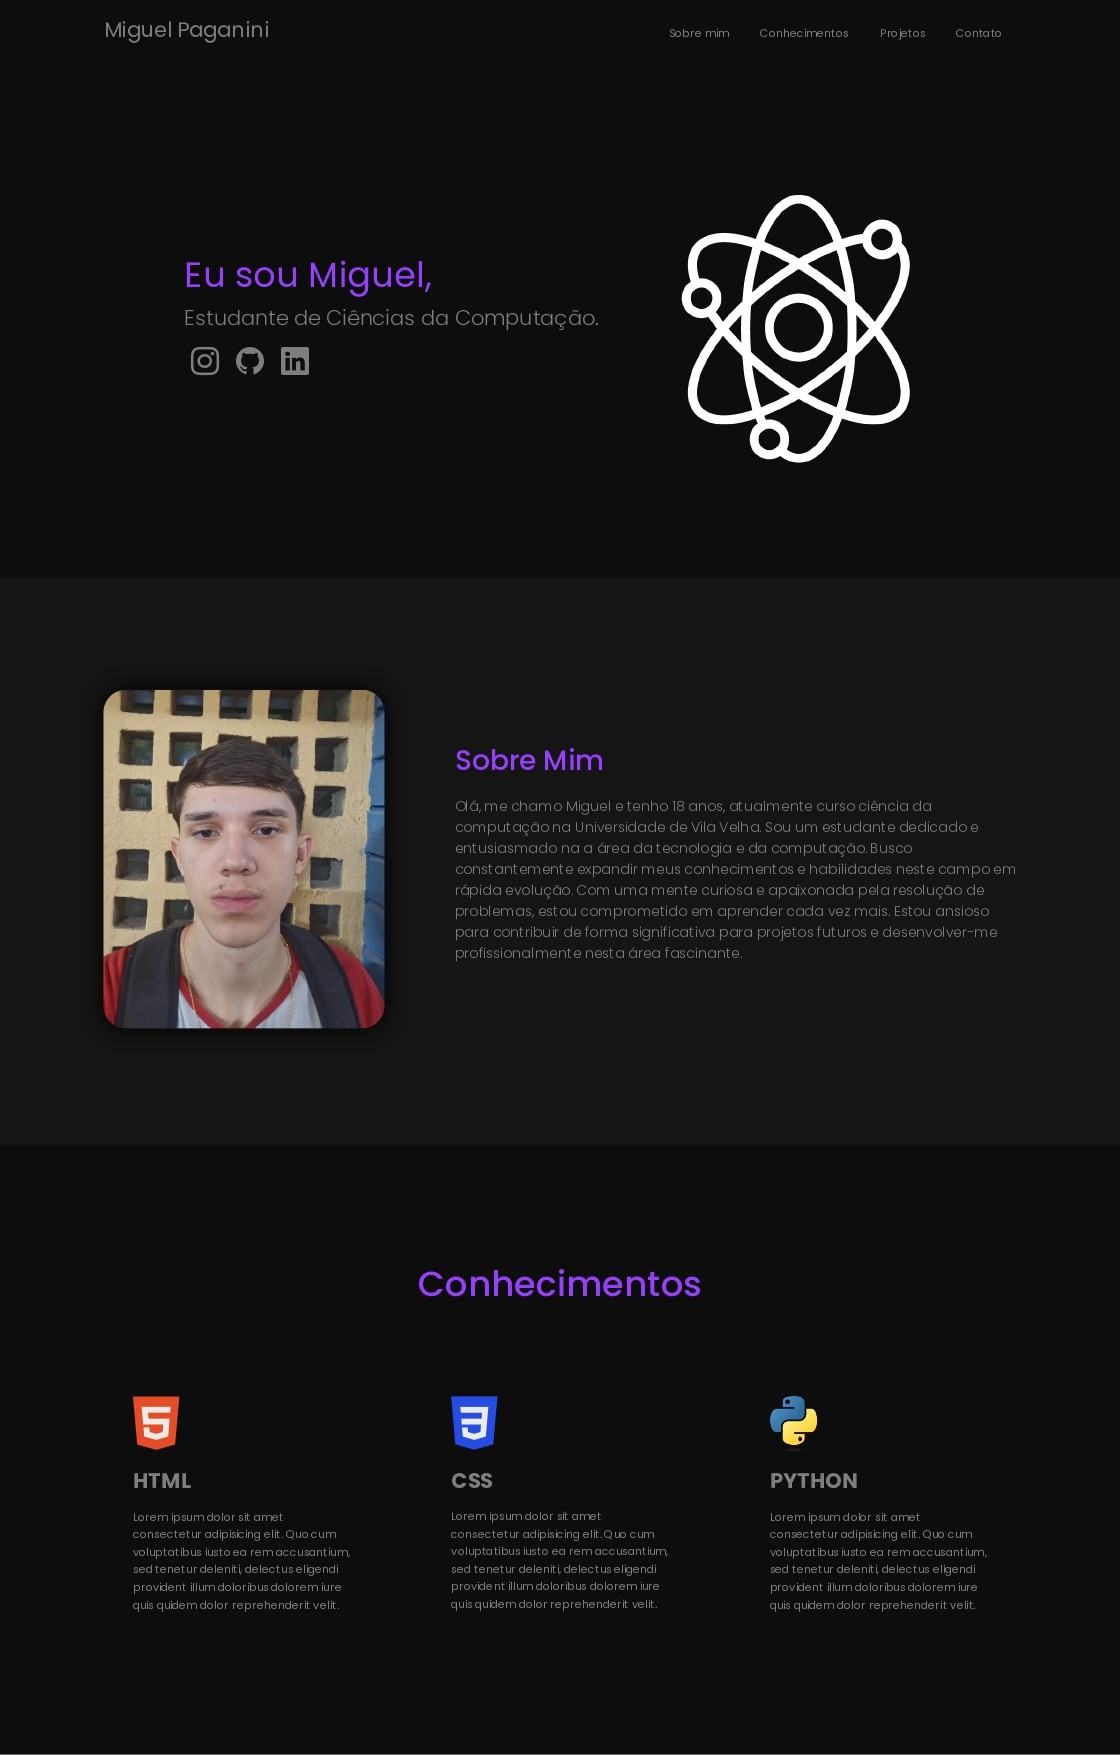 Miguel Paganini
Sobre mim Conhecimentos Projetos Contato
Eu sou Miguel,
Estudante de Ciências da Computação.
in
Sobre Mim
Olá, me chamo Miguel e tenho 18 anos, atualmente curso ciência da
computação na Universidade de Vila Velha. Sou um estudante dedicado e
entusiasmado na a área da tecnologia e da computação. Busco
constantemente expandir meus conhecimentos e habilidades neste campo em
rápida evolução. Com uma mente curiosa e apaixonada pela resolução de
problemas, estou comprometido em aprender cada vez mais. Estou ansioso
para contribuir de forma significativa para projetos futuros e desenvolver-me
profissionalmente nesta área fascinante.
Conhecimentos
5 3
HTML
Lorem ipsum dolor sit amet
consectetur adipisicing elit. Quo cum
voluptatibus iusto ea rem accusantium,
sed tenetur deleniti, delectus eligendi
provident illum doloribus dolorem iure
quis quidem dolor reprehenderit velit.
CSS
Lorem ipsum dolor sit amet
consectetur adipisicing elit. Quo cum
voluptatibus iusto ea rem accusantium,
sed tenetur deleniti, delectus eligendi
provident illum doloribus dolorem iure
quis quidem dolor reprehenderit velit.
PYTHON
Lorem ipsum dolor sit amet
consectetur adipisicing elit. Quo cum
voluptatibus iusto ea rem accusantium,
sed tenetur deleniti, delectus eligendi
provident illum doloribus dolorem iure
quis quidem dolor reprehenderit velit.